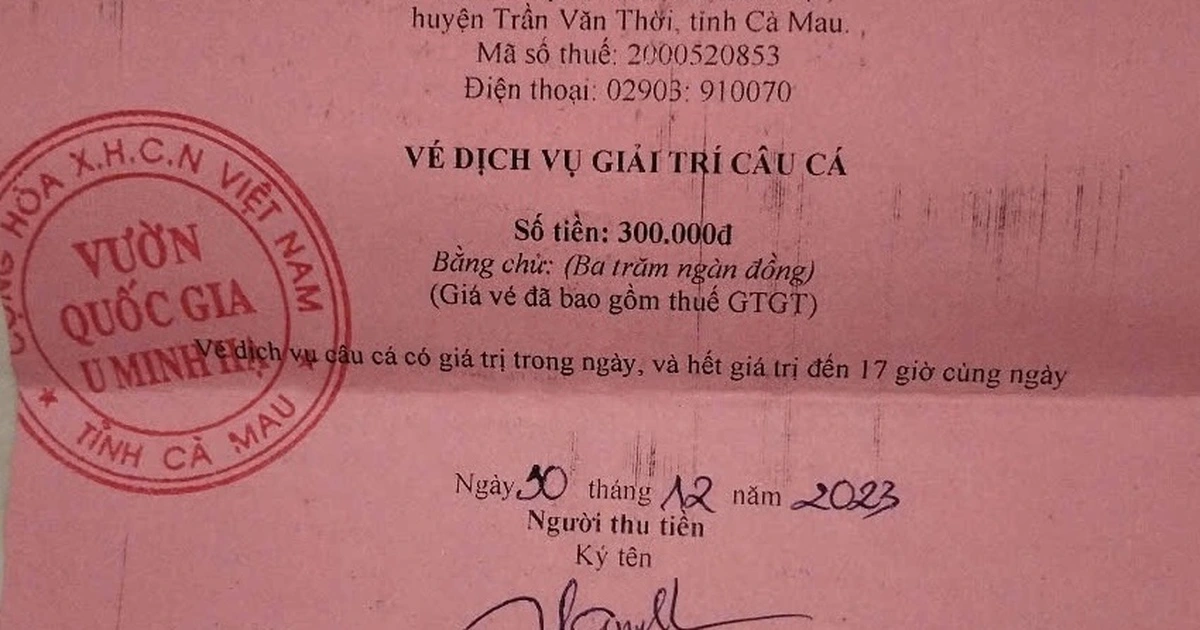 huyện Trần Văn Thời, tỉnh Cà Mau.
Mã số thuế: 2000520853
Điện thoại: 02903: 910070
VÉ DỊCH VỤ GIẢI TRÍ CÂU CÁ
Số tiền: 300.000đ
Bằng chử: (Ba trăm ngàn đồng)
(Giá vé đã bao gồm thuế GTGT)
Vé dịch vụ câu cá có giá trị trong ngày, và hết giá trị đến 17 giờ cùng ngày
CỘNG HÒA X.H.C.N VIỆT NAM
VƯỜN
QUỐC GIA
U MINH HẠ
TỈNH CÀ MAU
Ngày 30 tháng 12 năm 2023
Người thu tiền
Ký tên